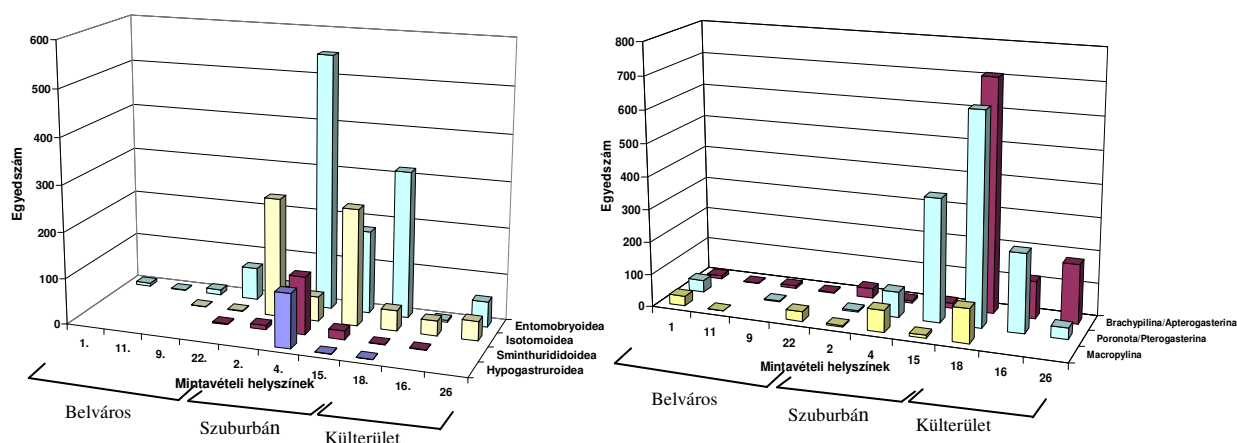 600
500
400
300
200
100
0
Egyedszám
1.
11.
9.
22.
2.
4.
15.
18.
16.
26
Mintavételi helyszínek
Entomobryoidea
Isotomoidea
Sminthurididoidea
Hypogastruroidea
Belváros
Szuburbán
Külterület
800
700
600
500
400
300
200
100
0
Egyedszám
1
11
9
22
2
4
15
18
16
26
Mintavételi helyszínek
Brachypilina/Apterogasterina
Poronota/Pterogasterina
Macropylina
Belváros
Szuburbán
Külterület